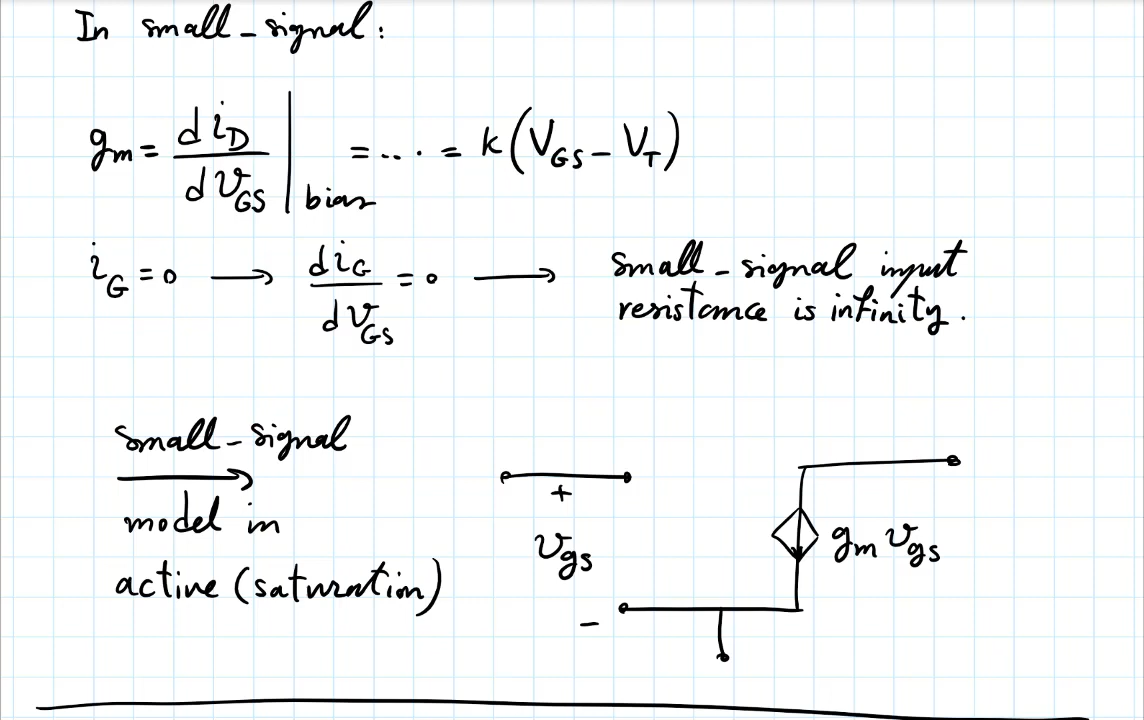 In small-signal:
gm = diD/dvGS | bias = .... = k(VGS - VT)
iG = 0 ⟶ diG/dvGS = 0 ⟶ small-signal input
resistance is infinity.
small-signal
model in
active (saturation)
+
vgs
-
gm vgs